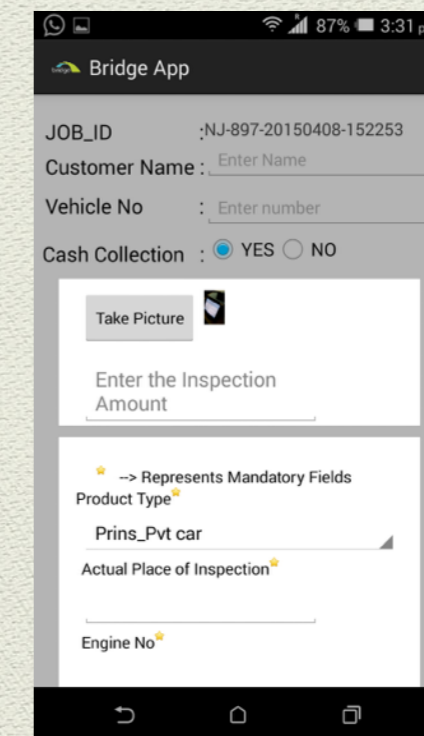 87% 3:31 p
Bridge App
JOB_ID :NJ-897-20150408-152253
Customer Name : Enter Name
Vehicle No : Enter number
Cash Collection : YES NO
Take Picture
Enter the Inspection
Amount
--> Represents Mandatory Fields
Product Type
Prins_Pvt car
Actual Place of Inspection
Engine No